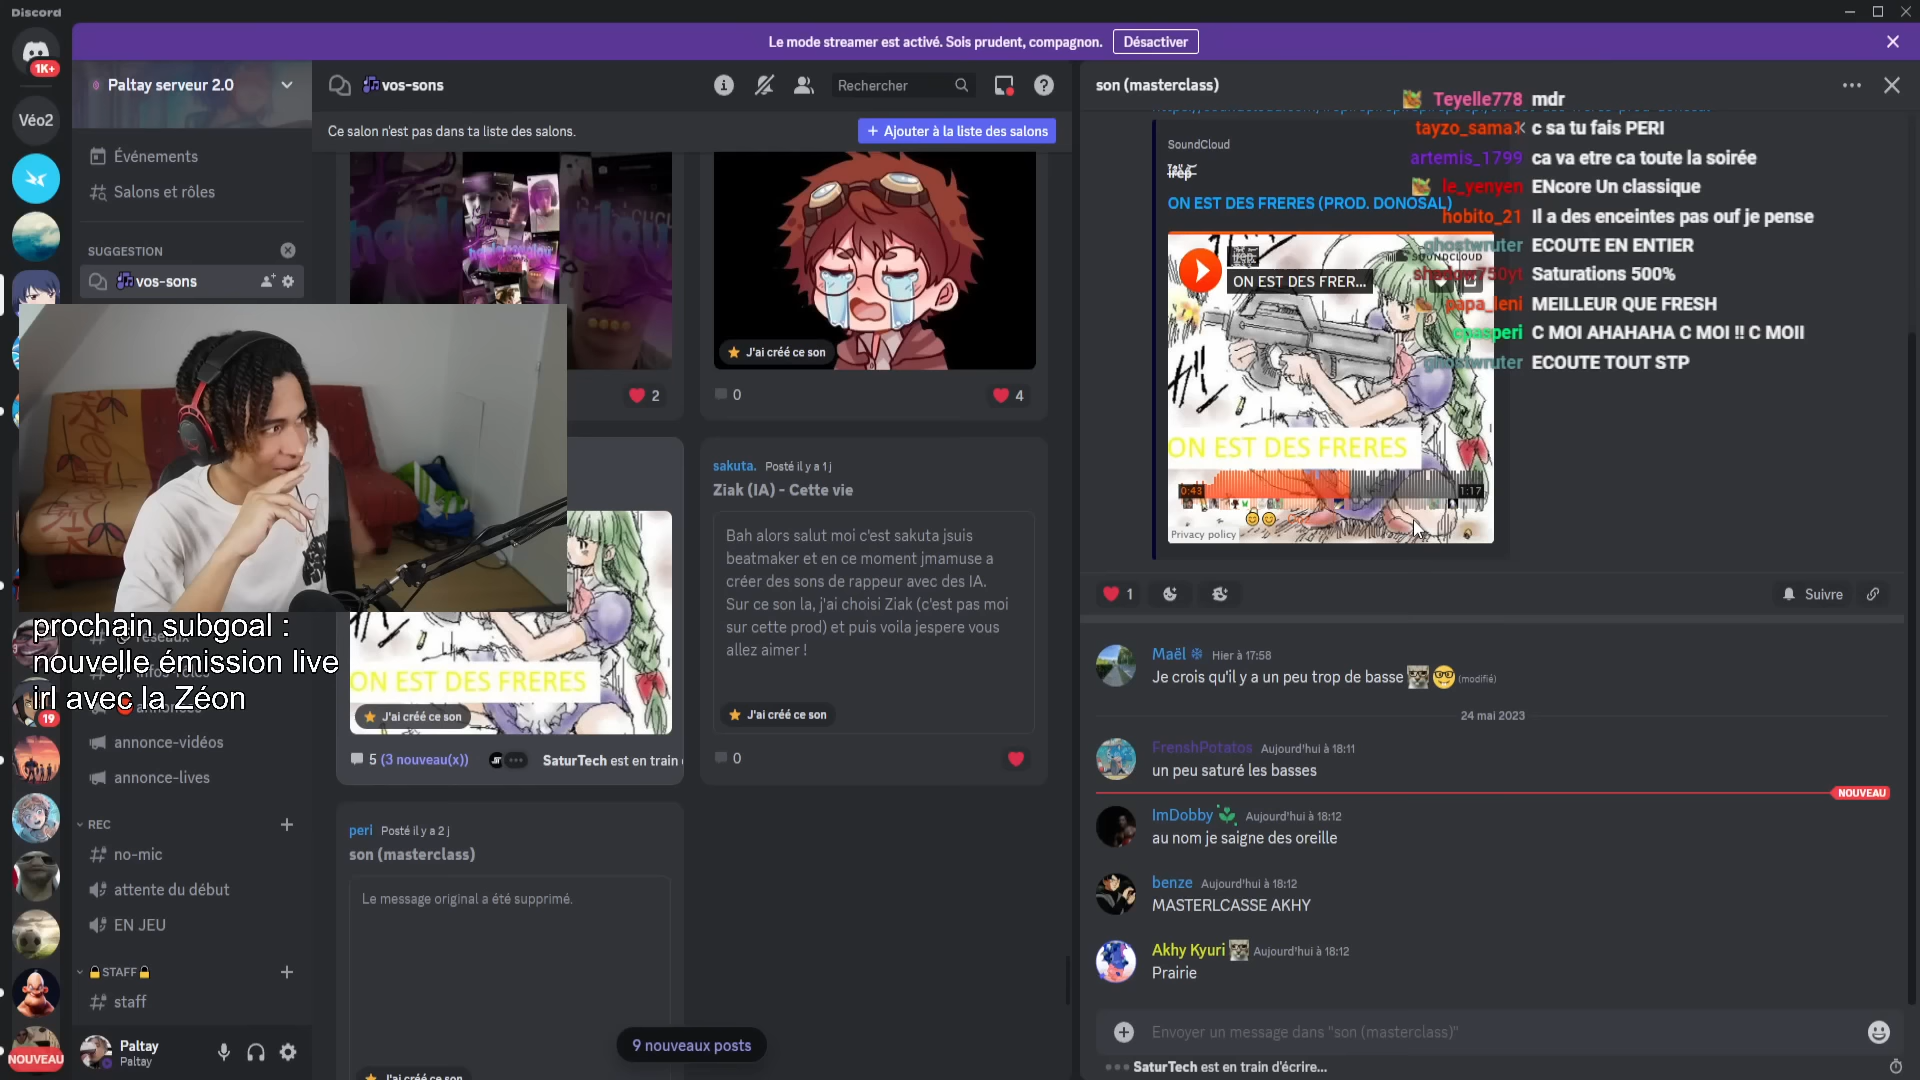 Discord
Le mode streamer est activé. Sois prudent, compagnon.
Désactiver
1K+
Paltay serveur 2.0
Véo2
Événements
Salons et rôles
SUGGESTION
vos-sons
prochain subgoal :
nouvelle émission live
irl avec la Zéon
19
annonce-vidéos
annonce-lives
REC
no-mic
attente du début
EN JEU
STAFF
staff
NOUVEAU
Paltay
Paltay
vos-sons
Rechercher
Ce salon n'est pas dans ta liste des salons.
+ Ajouter à la liste des salons
J'ai créé ce son
2
0
4
ON EST DES FRERES
J'ai créé ce son
5 (3 nouveau(x))
SaturTech est en train
sakuta. Posté il y a 1 j
Ziak (IA) - Cette vie
Bah alors salut moi c'est sakuta jsuis
beatmaker et en ce moment jmamuse a
créer des sons de rappeur avec des IA.
Sur ce son la, j'ai choisi Ziak (c'est pas moi
sur cette prod) et puis voila jespere vous
allez aimer !
J'ai créé ce son
0
peri Posté il y a 2 j
son (masterclass)
Le message original a été supprimé.
J'ai créé ce son
9 nouveaux posts
son (masterclass)
SoundCloud
ON EST DES FRERES (PROD. DONOSAL)
ON EST DES FRER...
SOUNDCLOUD
ON EST DES FRERES
0:43
1:17
Privacy policy
Teyelle778 mdr
tayzo_sama1 c sa tu fais PERI
artemis_1799 ca va etre ca toute la soirée
le_yenyen ENcore Un classique
hobito_21 Il a des enceintes pas ouf je pense
ghostwruter ECOUTE EN ENTIER
shadow750yt Saturations 500%
papa_leni MEILLEUR QUE FRESH
cpasperi C MOI AHAHAHA C MOI !! C MOII
ghostwruter ECOUTE TOUT STP
1
Suivre
Maël Hier à 17:58
Je crois qu'il y a un peu trop de basse (modifié)
24 mai 2023
FrenshPotatos Aujourd'hui à 18:11
un peu saturé les basses
NOUVEAU
ImDobby Aujourd'hui à 18:12
au nom je saigne des oreille
benze Aujourd'hui à 18:12
MASTERLCASSE AKHY
Akhy Kyuri Aujourd'hui à 18:12
Prairie
Envoyer un message dans "son (masterclass)"
SaturTech est en train d'écrire...